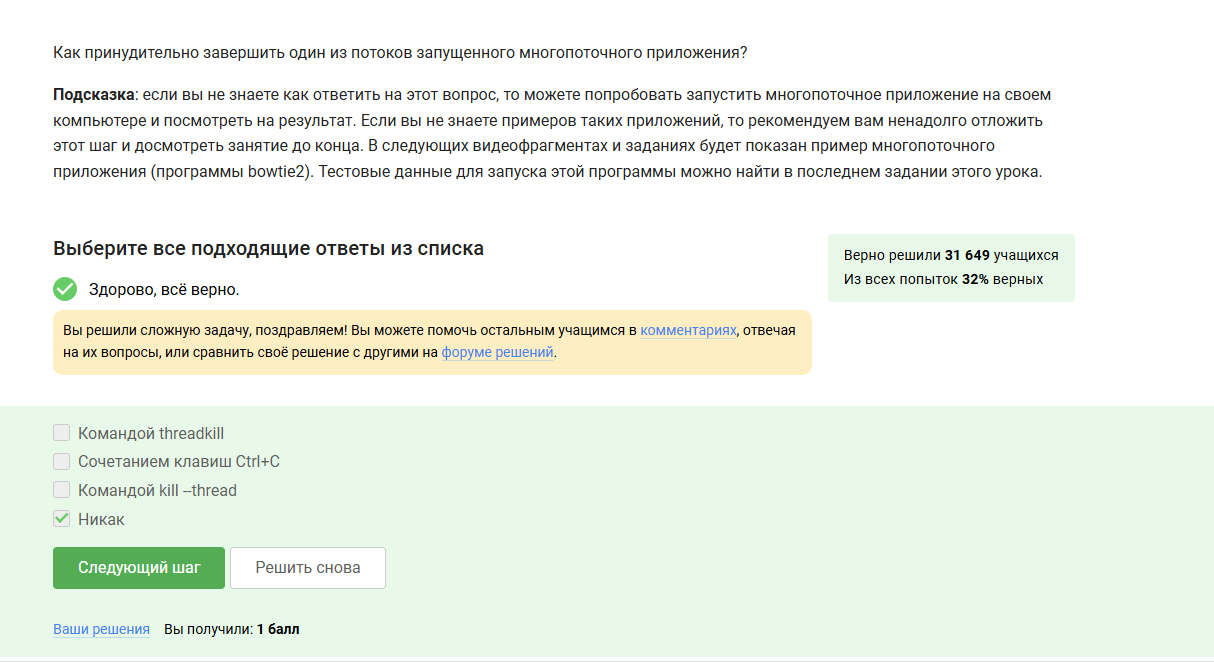 Как принудительно завершить один из потоков запущенного многопоточного приложения?
Подсказка: если вы не знаете как ответить на этот вопрос, то можете попробовать запустить многопоточное приложение на своем
компьютере и посмотреть на результат. Если вы не знаете примеров таких приложений, то рекомендуем вам ненадолго отложить
этот шаг и досмотреть занятие до конца. В следующих видеофрагментах и заданиях будет показан пример многопоточного
приложения (программы bowtie2). Тестовые данные для запуска этой программы можно найти в последнем задании этого урока.
Выберите все подходящие ответы из списка
Верно решили 31 649 учащихся
Из всех попыток 32% верных
Здорово, всё верно.
Вы решили сложную задачу, поздравляем! Вы можете помочь остальным учащимся в комментариях, отвечая
на их вопросы, или сравнить своё решение с другими на форуме решений.
Командой threadkill
Сочетанием клавиш Ctrl+C
Командой kill --thread
Никак
Следующий шаг
Решить снова
Ваши решения Вы получили: 1 балл